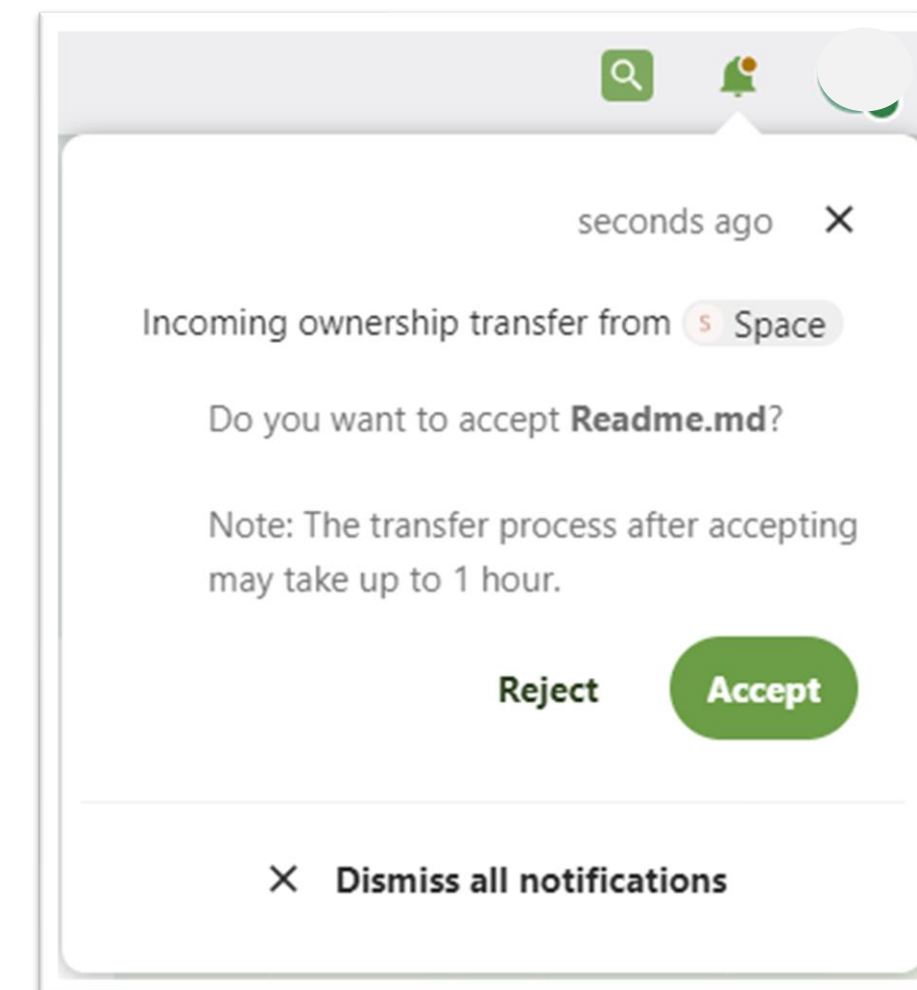 seconds ago
Incoming ownership transfer from S Space
Do you want to accept Readme.md?
Note: The transfer process after accepting
may take up to 1 hour.
Reject Accept
Dismiss all notifications